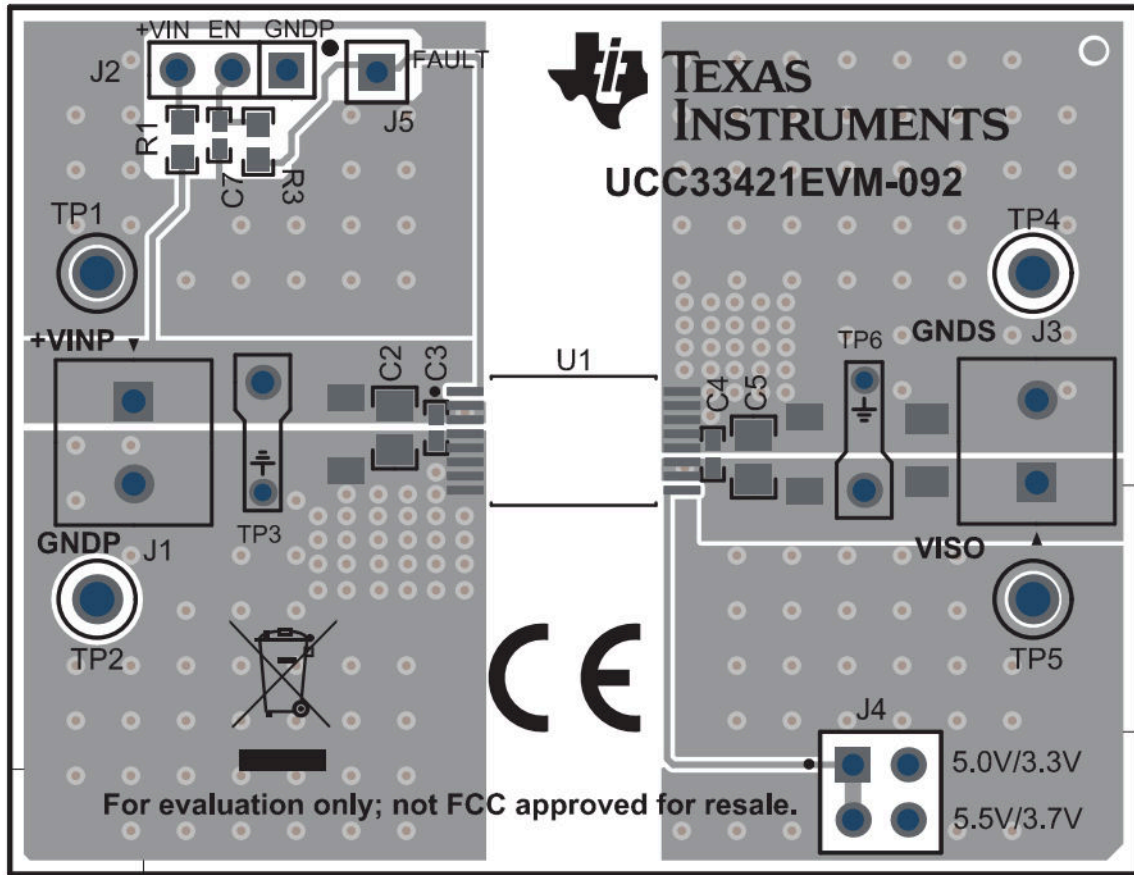 +VIN EN GNDP
J2
FAULT
J5
R1
C7
R3
TEXAS
INSTRUMENTS
UCC33421EVM-092
TP1
TP4
+VINP
GNDS
J3
C2
C3
U1
C4
C5
TP6
TP3
GNDP
J1
VISO
TP2
TP5
CE
J4
5.0V/3.3V
5.5V/3.7V
For evaluation only; not FCC approved for resale.